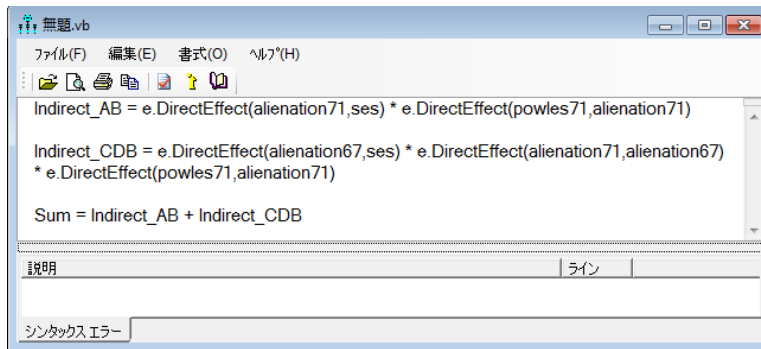 無題.vb
ファイル(F) 編集(E) 書式(O) ヘルプ(H)
Indirect_AB = e.DirectEffect(alienation71,ses) * e.DirectEffect(powles71,alienation71)
Indirect_CDB = e.DirectEffect(alienation67,ses) * e.DirectEffect(alienation71,alienation67)
* e.DirectEffect(powles71,alienation71)
Sum = Indirect_AB + Indirect_CDB
説明 ライン
シンタックス エラー